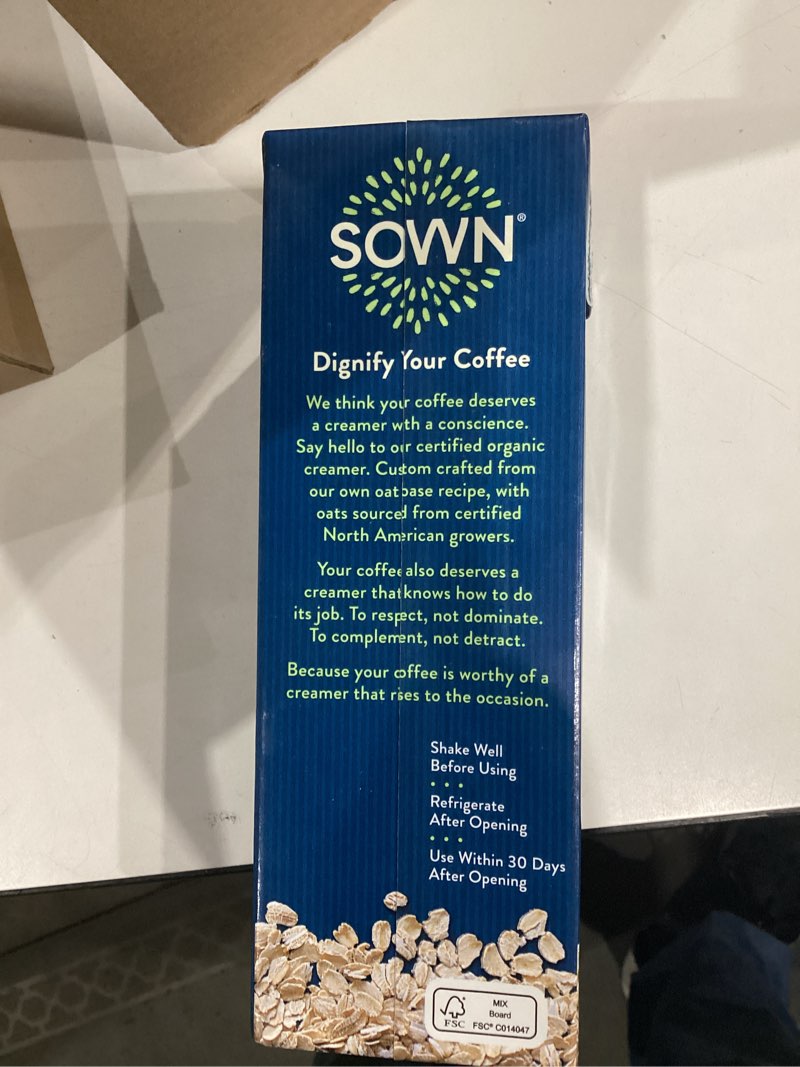 SOWN®
Dignify Your Coffee
We think your coffee deserves
a creamer wth a conscience.
Say hello to our certified organic
creamer. Custom crafted from
our own oatbase recipe, with
oats sourced from certified
North American growers.
Your coffee also deserves a
creamer that knows how to do
its job. To respect, not dominate.
To complement, not detract.
Because your coffee is worthy of a
creamer that rises to the occasion.
Shake Well
Before Using
Refrigerate
After Opening
Use Within 30 Days
After Opening
MIX
Board
FSC FSC® C014047